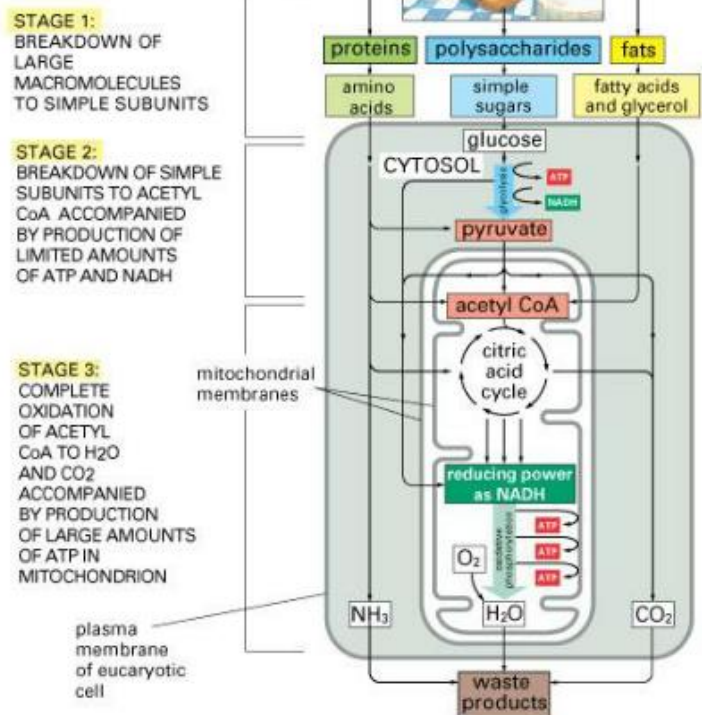 STAGE 1:
BREAKDOWN OF
LARGE
MACROMOLECULES
TO SIMPLE SUBUNITS
proteins
polysaccharides
fats
amino
acids
simple
sugars
fatty acids
and glycerol
STAGE 2:
BREAKDOWN OF SIMPLE
SUBUNITS TO ACETYL
CoA ACCOMPANIED
BY PRODUCTION OF
LIMITED AMOUNTS
OF ATP AND NADH
glucose
CYTOSOL
glycolysis
ATP
NADH
pyruvate
acetyl CoA
citric
acid
cycle
STAGE 3:
COMPLETE
OXIDATION
OF ACETYL
CoA TO H2O
AND CO2
ACCOMPANIED
BY PRODUCTION
OF LARGE AMOUNTS
OF ATP IN
MITOCHONDRION
mitochondrial
membranes
reducing power
as NADH
oxidative
phosphorylation
ATP
ATP
ATP
O₂
NH₃
H₂O
CO₂
plasma
membrane
of eucaryotic
cell
waste
products